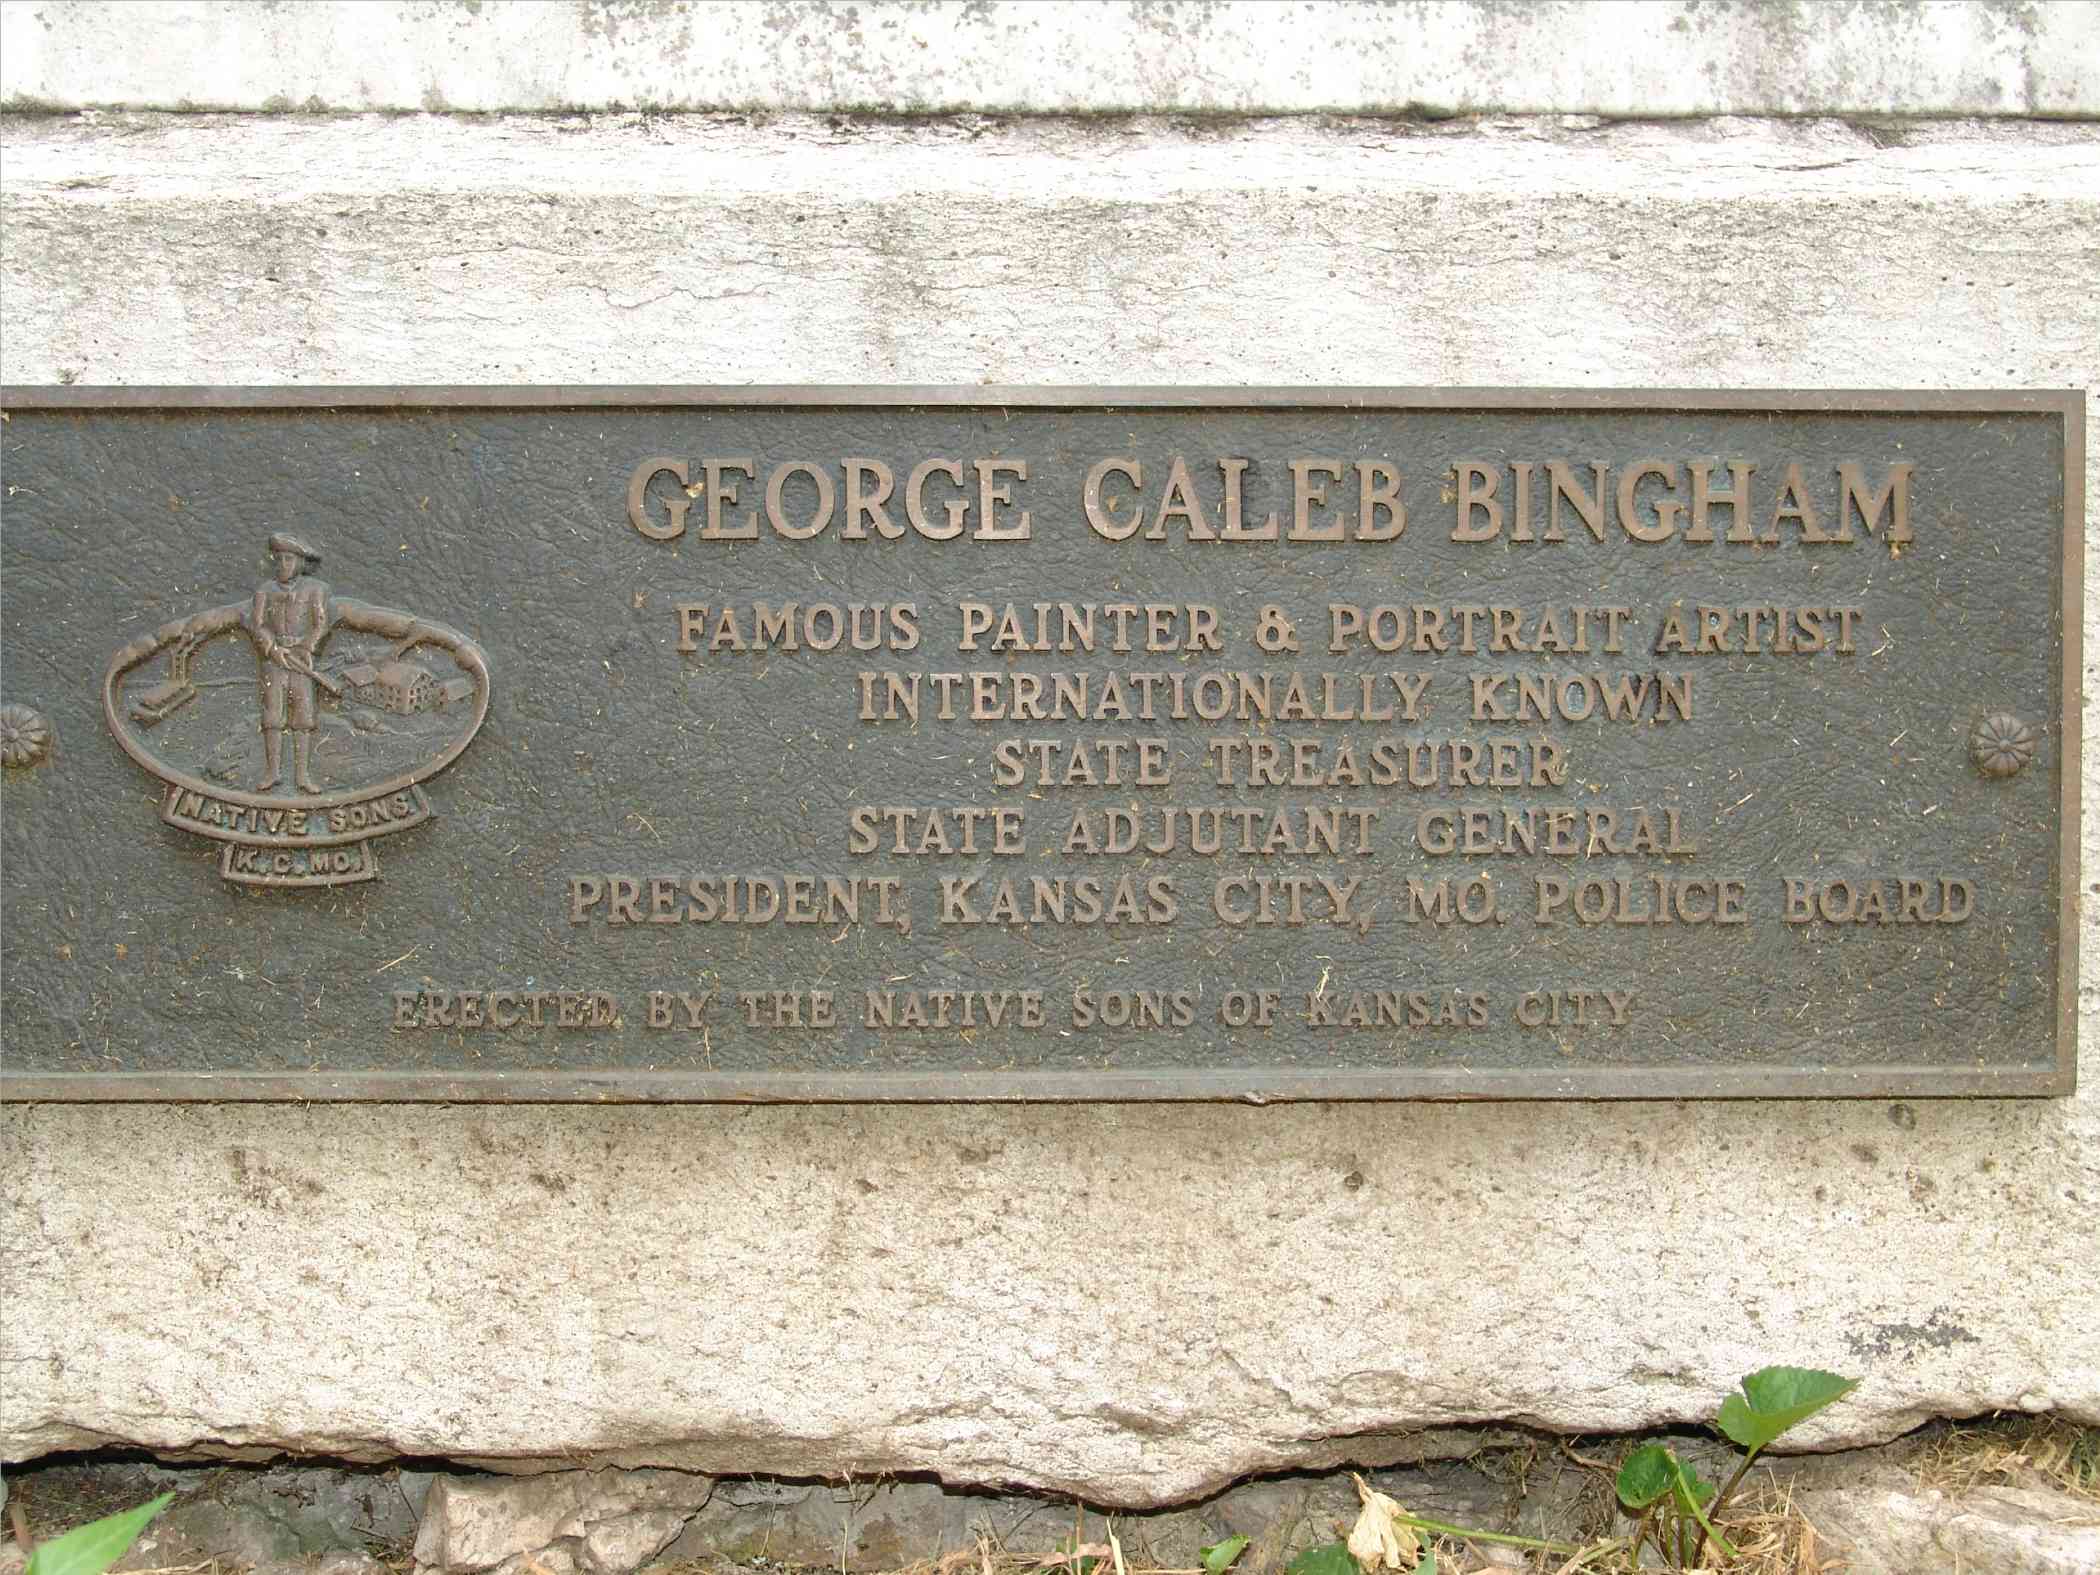 GEORGE CALEB BINGHAM
FAMOUS PAINTER & PORTRAIT ARTIST
INTERNATIONALLY KNOWN
STATE TREASURER
STATE ADJUTANT GENERAL
PRESIDENT, KANSAS CITY, MO. POLICE BOARD
NATIVE SONS
K.C.MO.
ERECTED BY THE NATIVE SONS OF KANSAS CITY